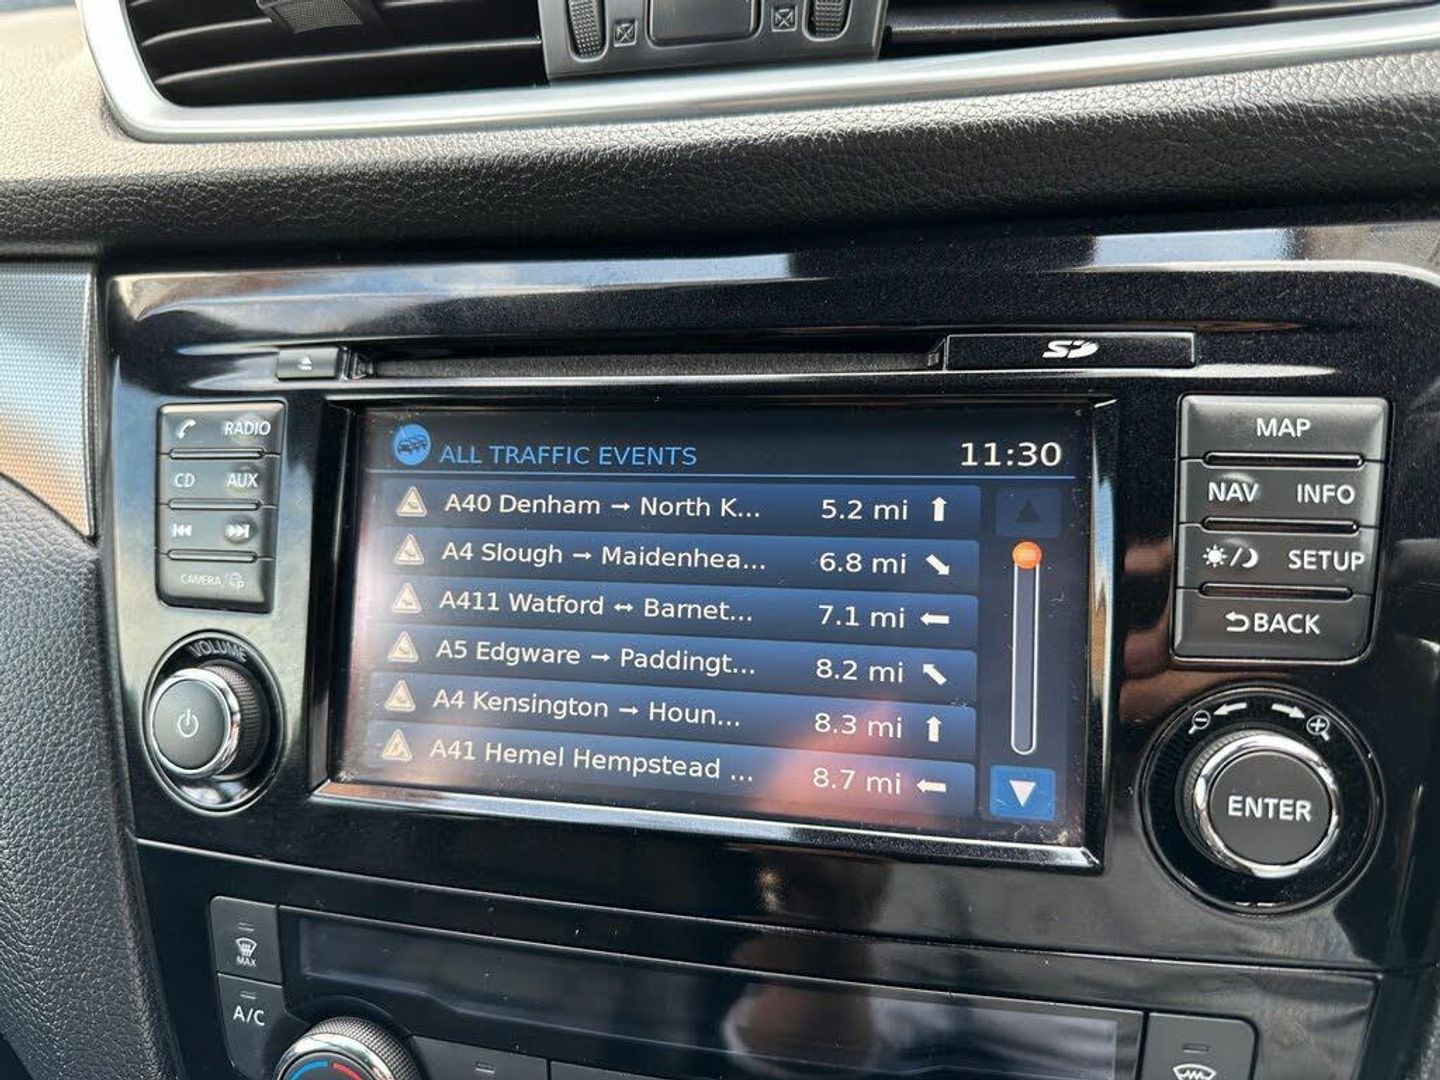 SD
RADIO
CD AUX
CAMERA
VOLUME
ALL TRAFFIC EVENTS 11:30
A40 Denham → North K... 5.2 mi ↑
A4 Slough → Maidenhea... 6.8 mi ↘
A411 Watford ↔ Barnet... 7.1 mi ←
A5 Edgware → Paddingt... 8.2 mi ↖
A4 Kensington → Houn... 8.3 mi ↑
A41 Hemel Hempstead ... 8.7 mi ←
MAP
NAV INFO
SETUP
BACK
ENTER
MAX
A/C